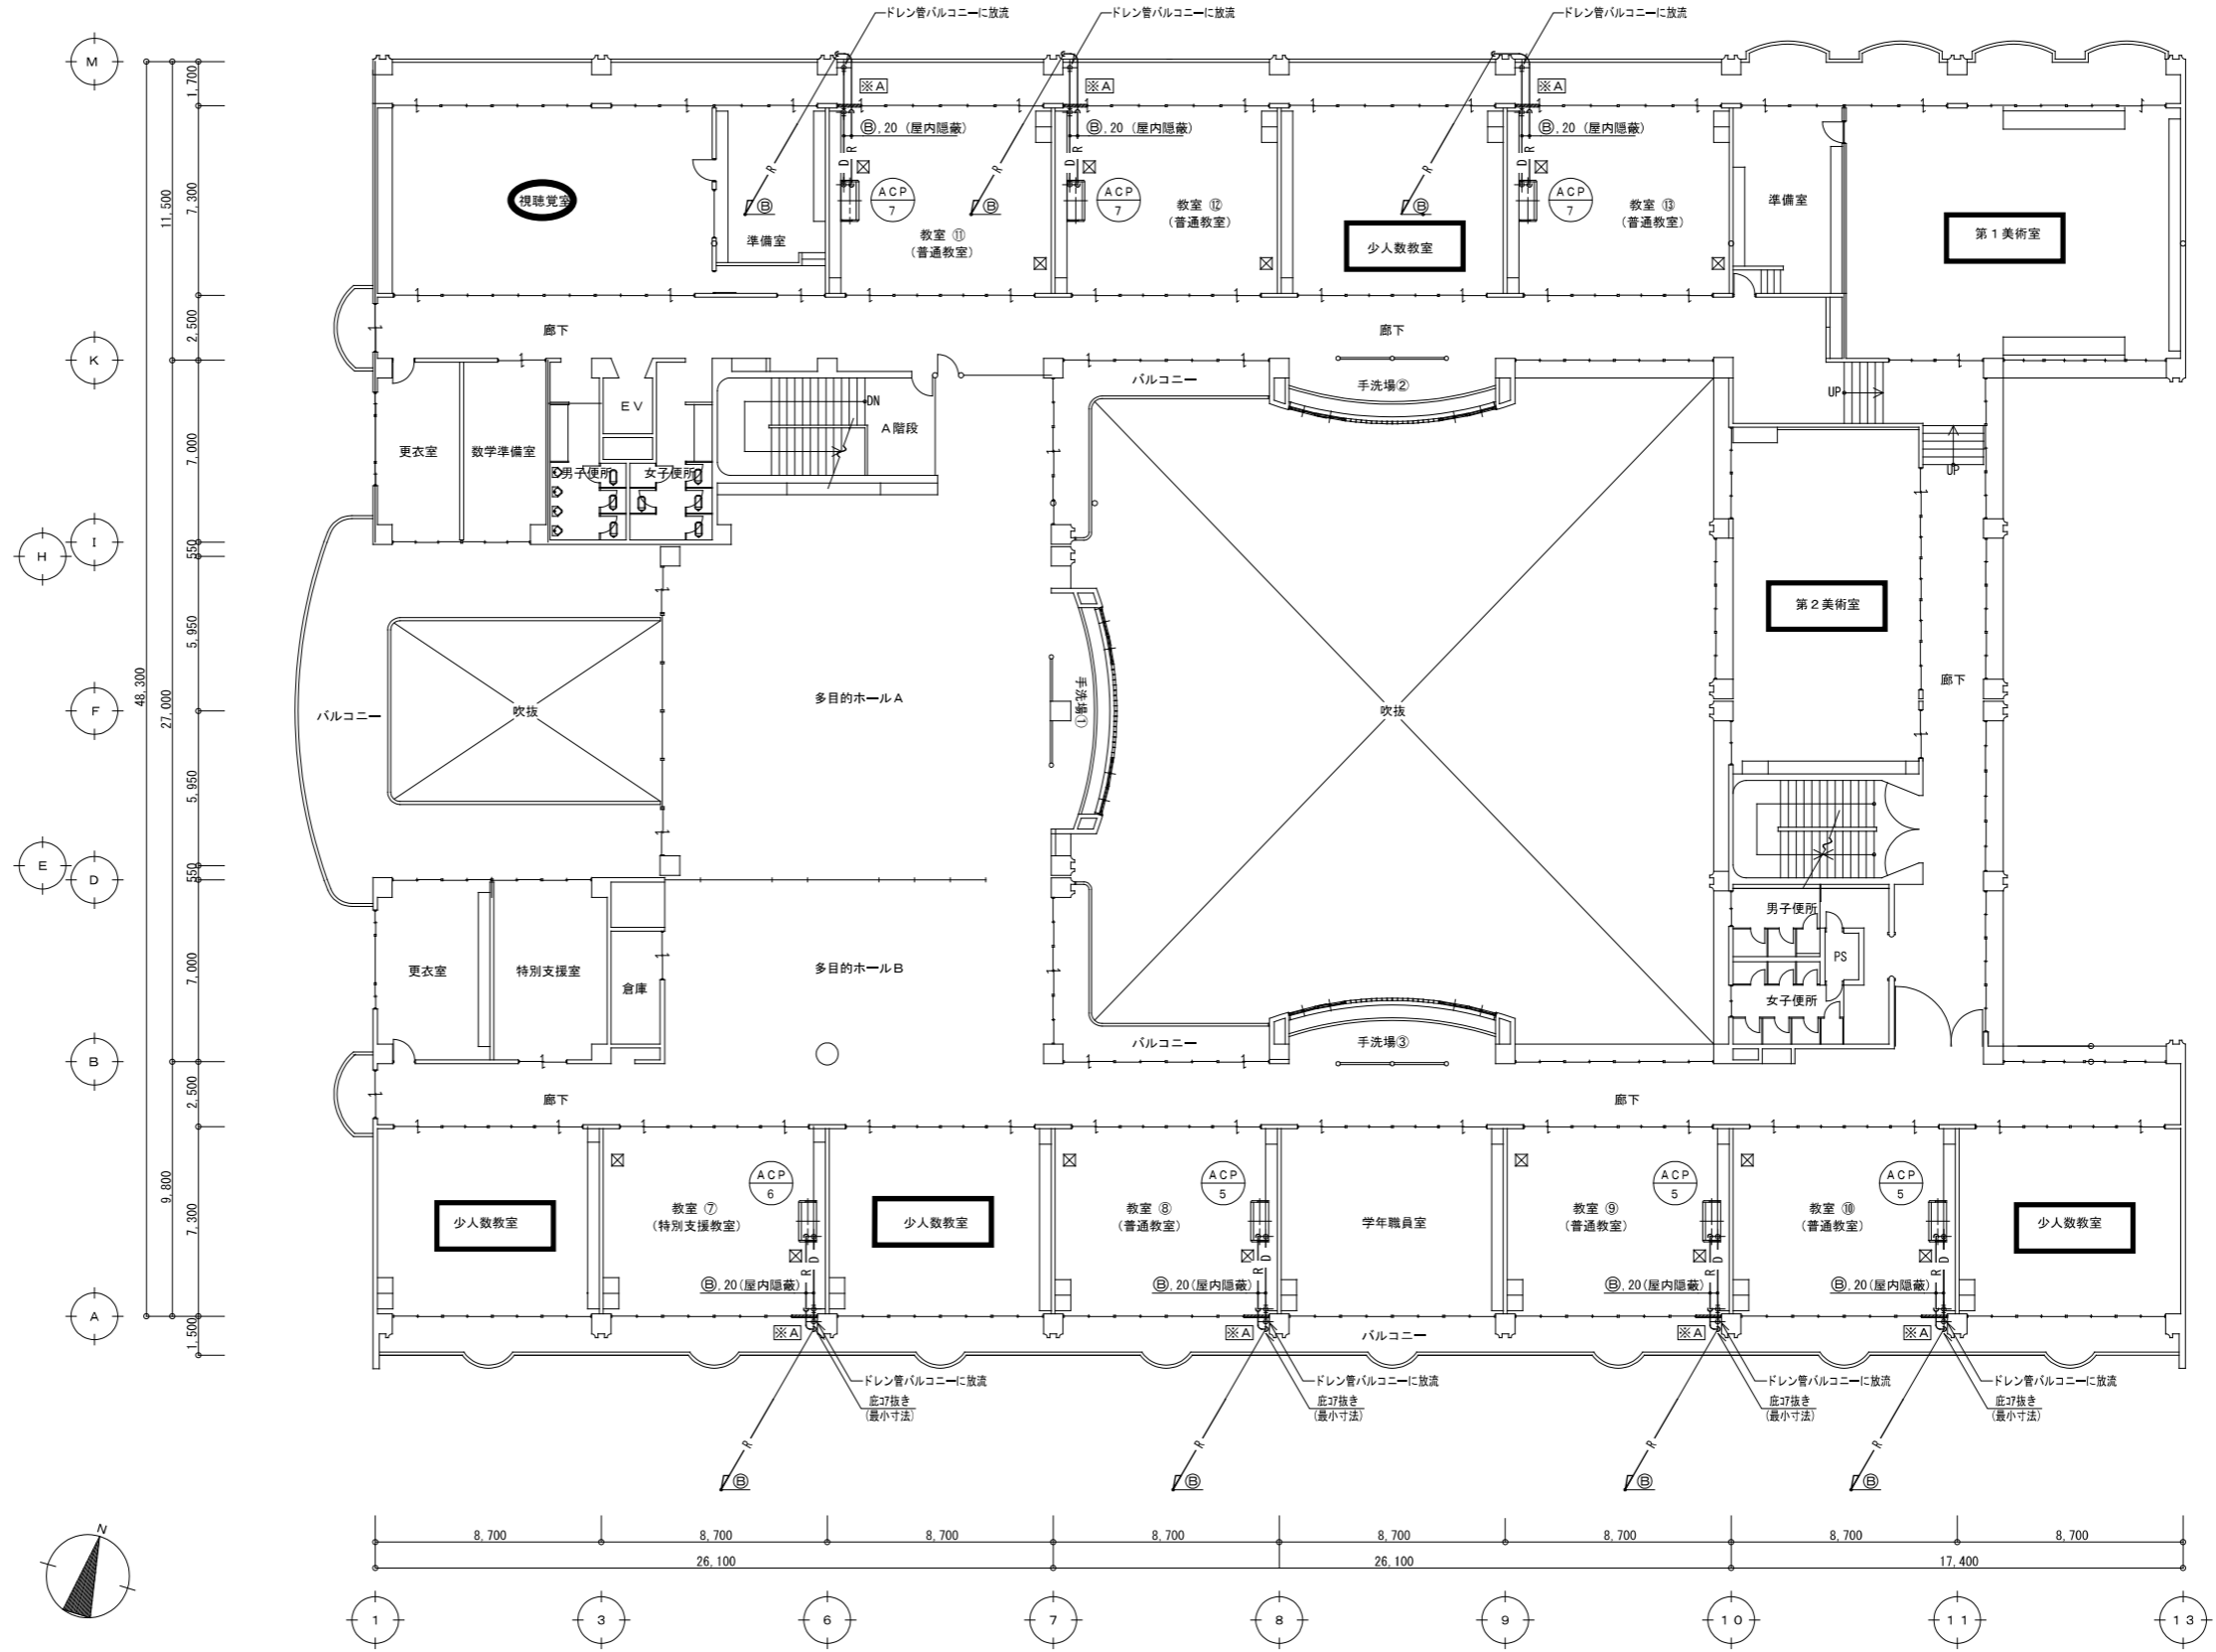 ドレン管バルコニーに放流
ドレン管バルコニーに放流
ドレン管バルコニーに放流
M
1,700
※A
※A
※A
Ⓑ,20 (屋内隠蔽)
Ⓑ,20 (屋内隠蔽)
Ⓑ,20 (屋内隠蔽)
R
D
R
R
D
R
R
D
R
11,500
7,300
視聴覚室
Ⓑ
ACP
7
Ⓑ
ACP
7
Ⓑ
ACP
7
準備室
教室 ⑪
(普通教室)
教室 ⑫
(普通教室)
少人数教室
教室 ⑬
(普通教室)
準備室
第1美術室
2,500
廊下
廊下
K
バルコニー
手洗場②
EV
DN
A階段
UP
UP
7,000
更衣室
数学準備室
男子便所
女子便所
I
H
550
48,300
27,000
5,950
第2美術室
F
バルコニー
吹抜
多目的ホールA
手洗場①
吹抜
廊下
5,950
E
D
550
男子便所
PS
女子便所
7,000
更衣室
特別支援室
倉庫
多目的ホールB
B
バルコニー
手洗場③
2,500
廊下
廊下
9,800
7,300
少人数教室
教室 ⑦
(特別支援教室)
ACP
6
少人数教室
教室 ⑧
(普通教室)
ACP
5
学年職員室
教室 ⑨
(普通教室)
ACP
5
教室 ⑩
(普通教室)
ACP
5
少人数教室
R
D
R
D
R
D
R
D
Ⓑ,20(屋内隠蔽)
Ⓑ,20(屋内隠蔽)
Ⓑ,20(屋内隠蔽)
Ⓑ,20(屋内隠蔽)
A
1,500
※A
※A
バルコニー
※A
※A
ドレン管バルコニーに放流
庇コア抜き
(最小寸法)
ドレン管バルコニーに放流
庇コア抜き
(最小寸法)
ドレン管バルコニーに放流
庇コア抜き
(最小寸法)
ドレン管バルコニーに放流
庇コア抜き
(最小寸法)
R
R
R
R
Ⓑ
Ⓑ
Ⓑ
Ⓑ
N
8,700
8,700
8,700
8,700
8,700
8,700
8,700
8,700
26,100
26,100
17,400
1
3
6
7
8
9
10
11
13